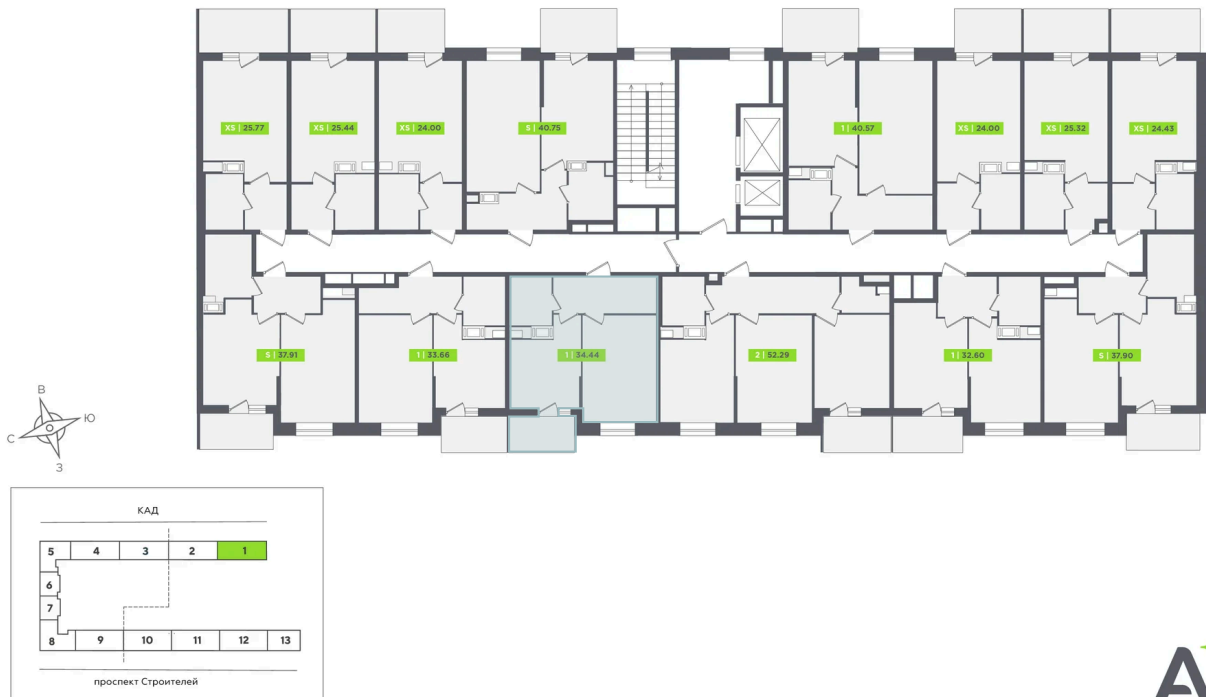 XS | 25.77
XS | 25.44
XS | 24.00
S | 40.75
1 | 40.57
XS | 24.00
XS | 25.32
XS | 24.43
S | 37.91
1 | 33.66
1 | 34.44
2 | 52.29
1 | 32.60
S | 37.90
В
Ю
С
З
КАД
5 4 3 2 1
6
7
8 9 10 11 12 13
проспект Строителей